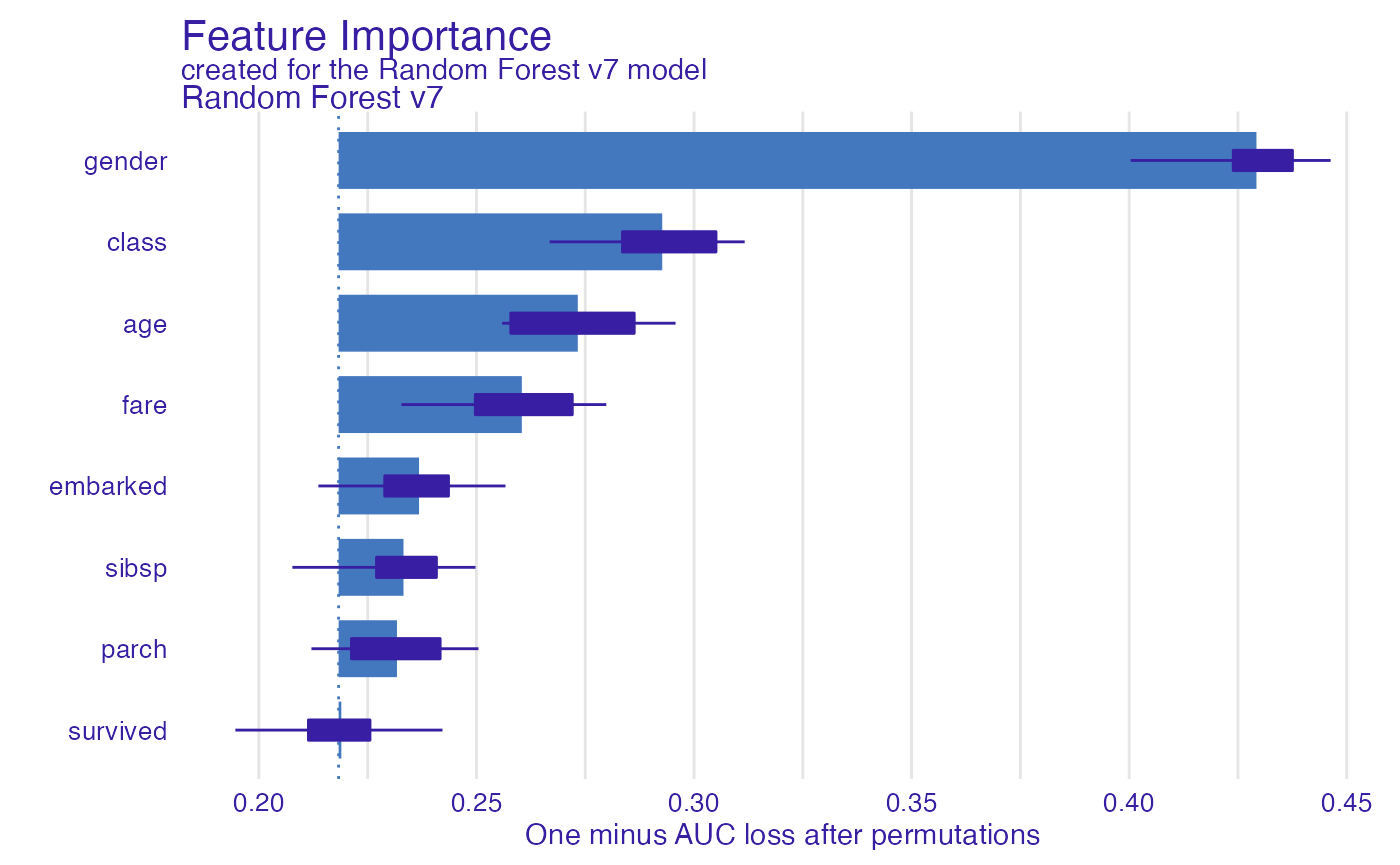 Feature Importance
created for the Random Forest v7 model
Random Forest v7
gender
class
age
fare
embarked
sibsp
parch
survived
0.20 0.25 0.30 0.35 0.40 0.45
One minus AUC loss after permutations